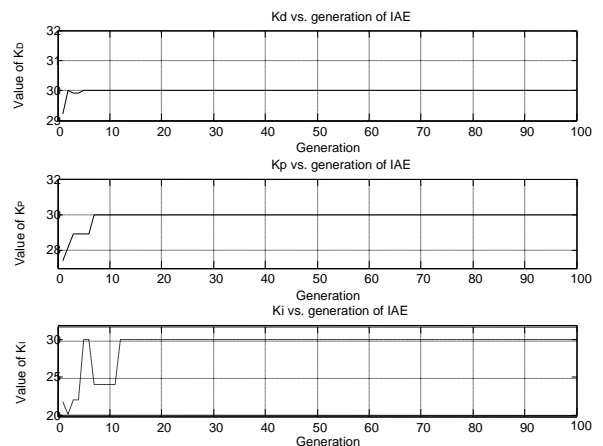 Kd vs. generation of IAE
Value of KD
32
31
30
29
0 10 20 30 40 50 60 70 80 90 100
Generation
Kp vs. generation of IAE
Value of KP
32
30
28
0 10 20 30 40 50 60 70 80 90 100
Generation
Ki vs. generation of IAE
Value of Ki
30
25
20
0 10 20 30 40 50 60 70 80 90 100
Generation